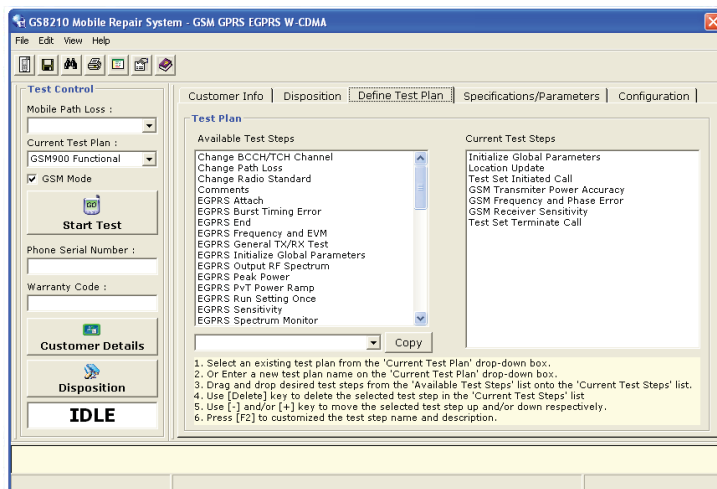 GS8210 Mobile Repair System - GSM GPRS EGPRS W-CDMA
File Edit View Help
Test Control
Mobile Path Loss :
Current Test Plan :
GSM900 Functional
GSM Mode
GO
Start Test
Phone Serial Number :
Warranty Code :
Customer Details
Disposition
IDLE
Customer Info Disposition Define Test Plan Specifications/Parameters Configuration
Test Plan
Available Test Steps
Change BCCH/TCH Channel
Change Path Loss
Change Radio Standard
Comments
EGPRS Attach
EGPRS Burst Timing Error
EGPRS End
EGPRS Frequency and EVM
EGPRS General TX/RX Test
EGPRS Initialize Global Parameters
EGPRS Output RF Spectrum
EGPRS Peak Power
EGPRS PvT Power Ramp
EGPRS Run Setting Once
EGPRS Sensitivity
EGPRS Spectrum Monitor
Copy
Current Test Steps
Initialize Global Parameters
Location Update
Test Set Initiated Call
GSM Transmiter Power Accuracy
GSM Frequency and Phase Error
GSM Receiver Sensitivity
Test Set Terminate Call
1. Select an existing test plan from the 'Current Test Plan' drop-down box.
2. Or Enter a new test plan name on the 'Current Test Plan' drop-down box.
3. Drag and drop desired test steps from the 'Available Test Steps' list onto the 'Current Test Steps' list.
4. Use [Delete] key to delete the selected test step in the 'Current Test Steps' list
5. Use [-] and/or [+] key to move the selected test step up and/or down respectively.
6. Press [F2] to customized the test step name and description.